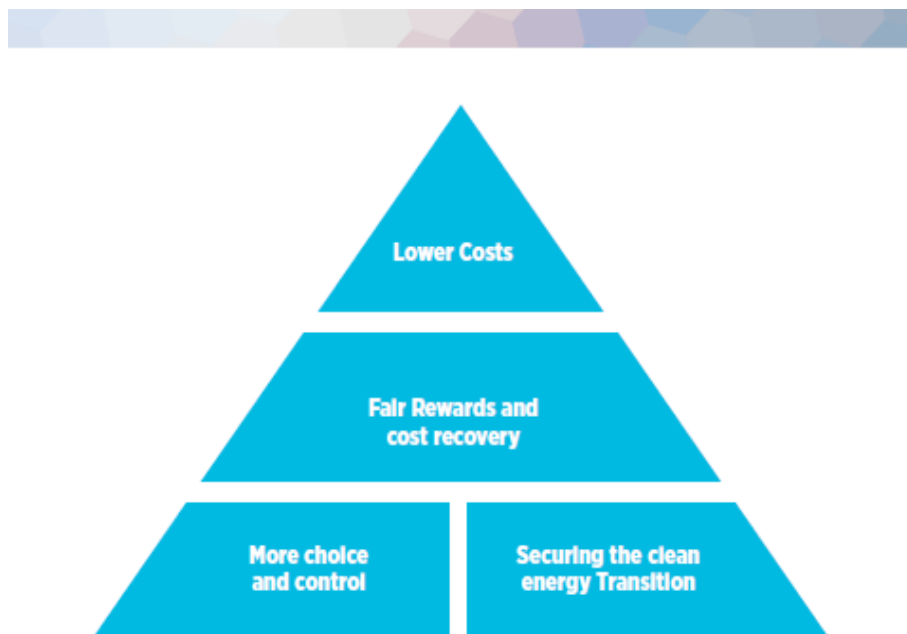 Lower Costs
Fair Rewards and
cost recovery
More choice
and control
Securing the clean
energy Transition